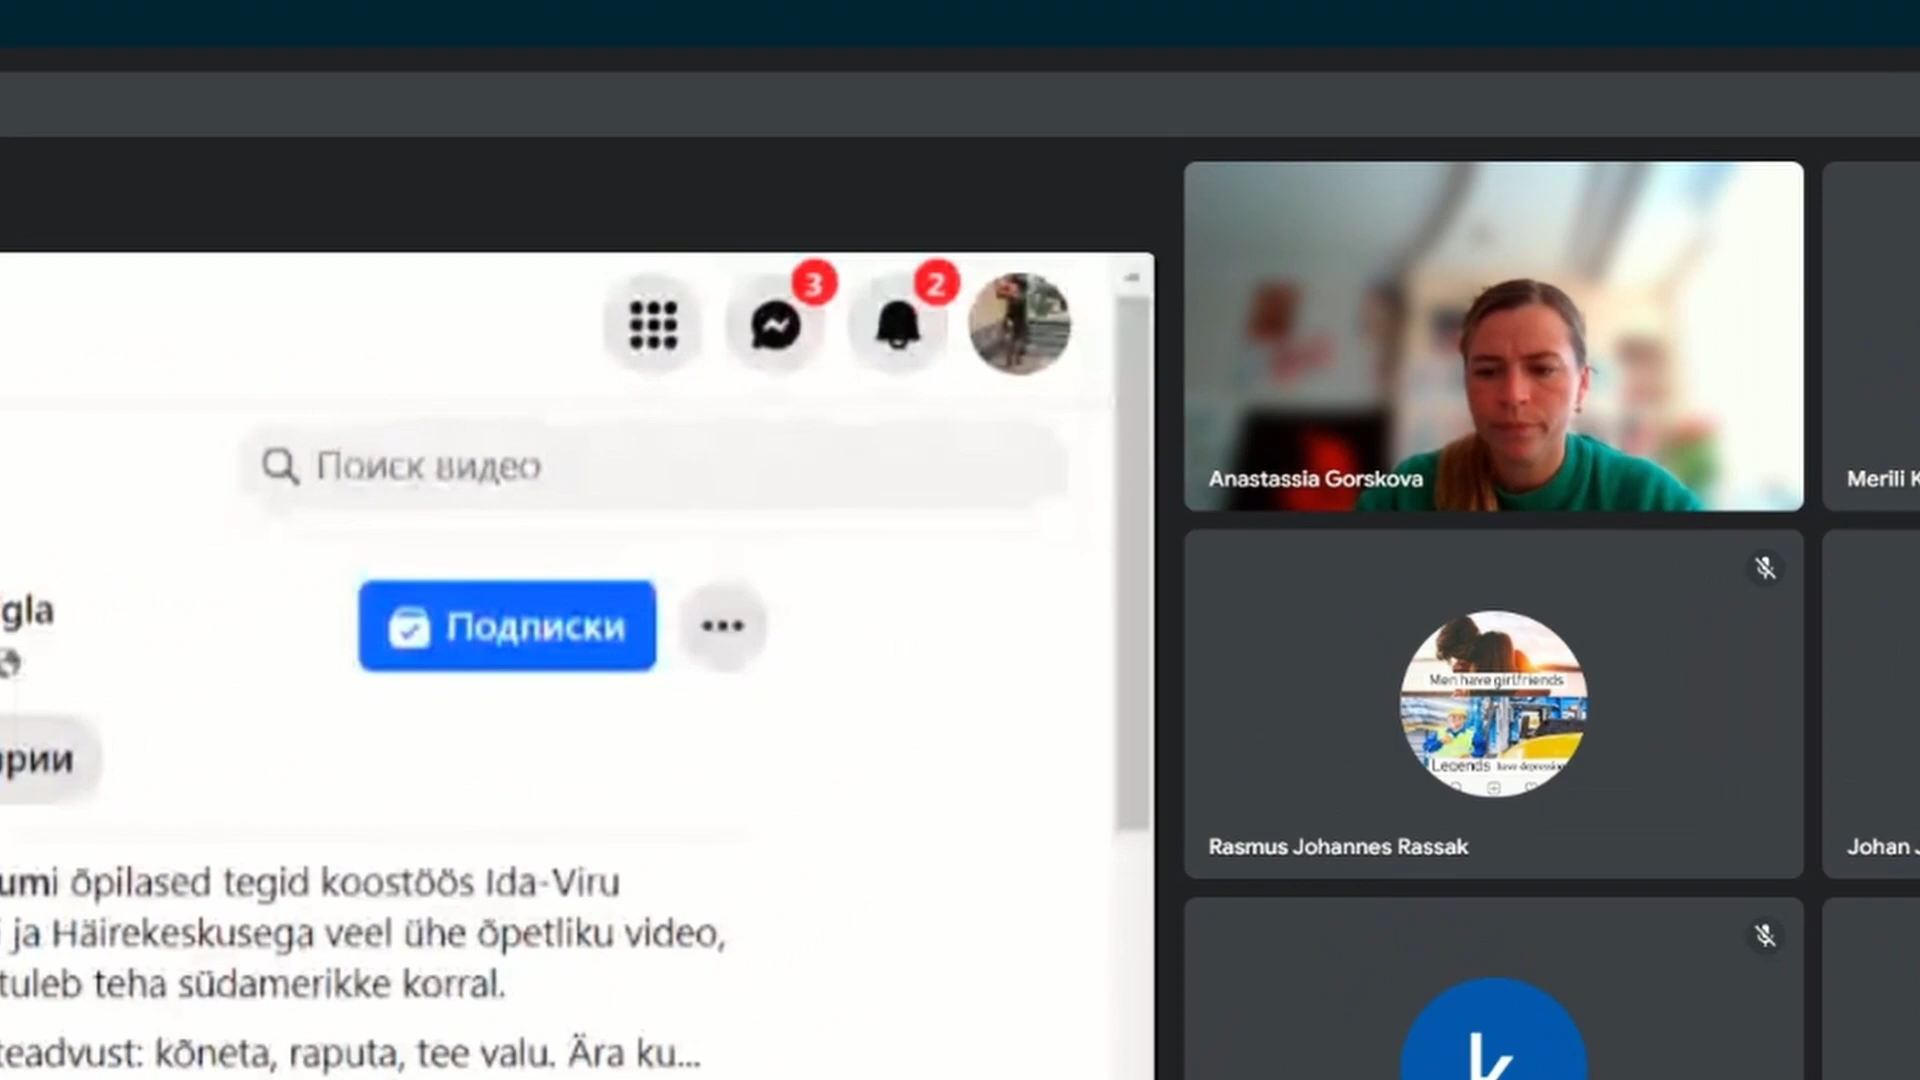 3
2
Поиск видео
gla
Подписки
рии
umi õpilased tegid koostöös Ida-Viru
ja Häirekeskusega veel ühe õpetliku video,
tuleb teha südamerikke korral.
teadvust: kõneta, raputa, tee valu. Ära ku...
Anastassia Gorskova
Merili K
Men have girlfriends
Legends have depression
Rasmus Johannes Rassak
Johan J
k